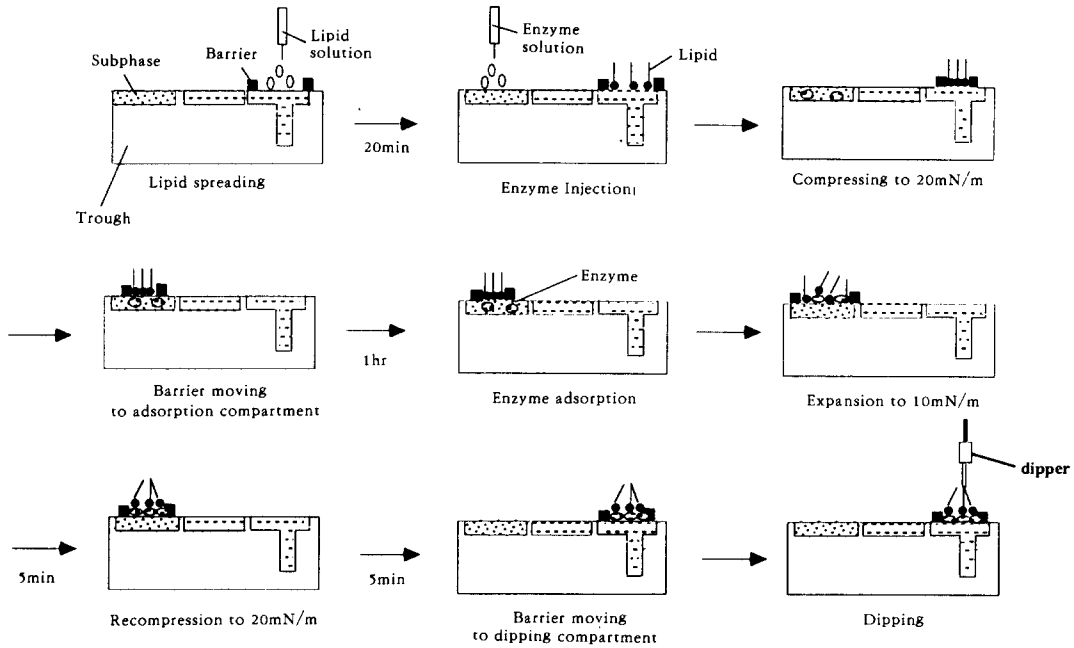 Lipid
solution
Barrier
Subphase
Trough
Lipid spreading
20min
Enzyme
solution
Lipid
Enzyme Injection
Compressing to 20mN/m
Barrier moving
to adsorption compartment
1hr
Enzyme
Enzyme adsorption
Expansion to 10mN/m
5min
Recompression to 20mN/m
5min
Barrier moving
to dipping compartment
dipper
Dipping